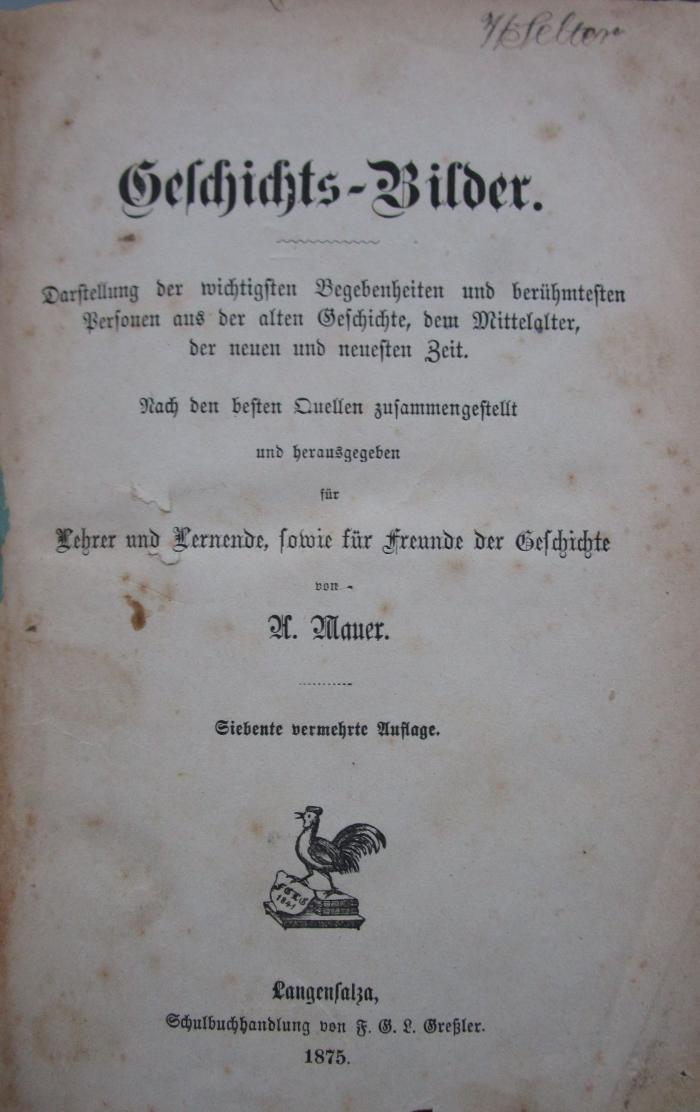 Geschichts-Bilder.
Darstellung der wichtigsten Begebenheiten und berühmtesten
Personen aus der alten Geschichte, dem Mittelalter,
der neuen und neuesten Zeit.
Nach den besten Quellen zusammengestellt
und herausgegeben
für
Lehrer und Lernende, sowie für Freunde der Geschichte
von
A. Mauer.
Siebente vermehrte Auflage.
FGLG
1841
Langensalza,
Schulbuchhandlung von F. G. L. Greßler.
1875.